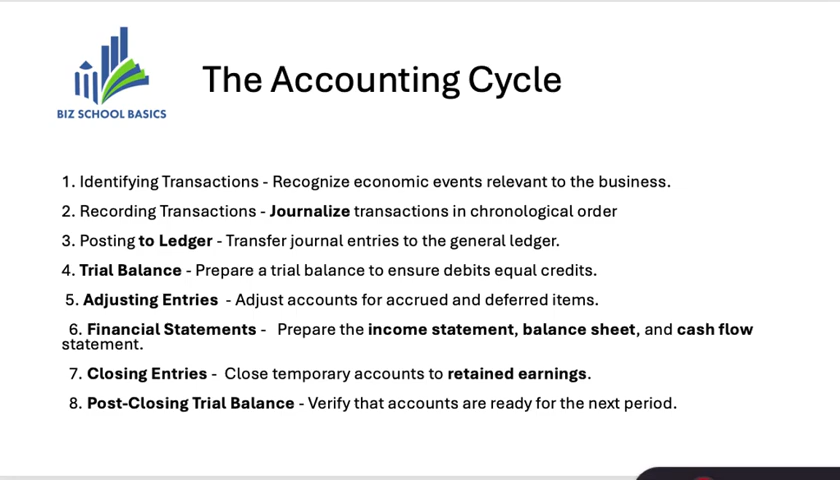 BIZ SCHOOL BASICS
The Accounting Cycle
1. Identifying Transactions - Recognize economic events relevant to the business.
2. Recording Transactions - Journalize transactions in chronological order
3. Posting to Ledger - Transfer journal entries to the general ledger.
4. Trial Balance - Prepare a trial balance to ensure debits equal credits.
5. Adjusting Entries - Adjust accounts for accrued and deferred items.
6. Financial Statements - Prepare the income statement, balance sheet, and cash flow
statement.
7. Closing Entries - Close temporary accounts to retained earnings.
8. Post-Closing Trial Balance - Verify that accounts are ready for the next period.